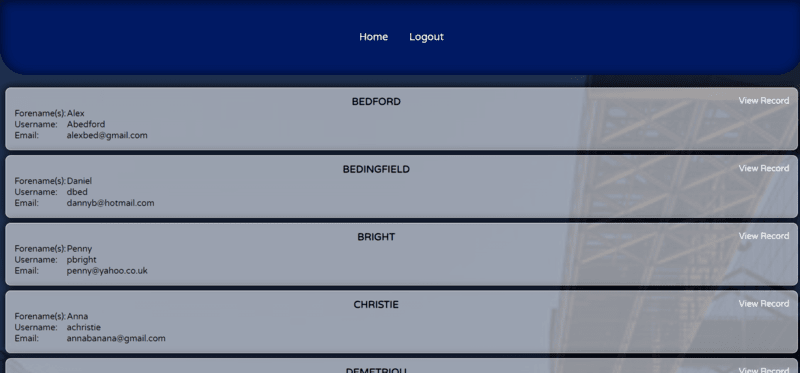 Home Logout
BEDFORD
View Record
Forename(s): Alex
Username: Abedford
Email: alexbed@gmail.com
BEDINGFIELD
View Record
Forename(s): Daniel
Username: dbed
Email: dannyb@hotmail.com
BRIGHT
View Record
Forename(s): Penny
Username: pbright
Email: penny@yahoo.co.uk
CHRISTIE
View Record
Forename(s): Anna
Username: achristie
Email: annabanana@gmail.com
DEMETRIOU
View Record